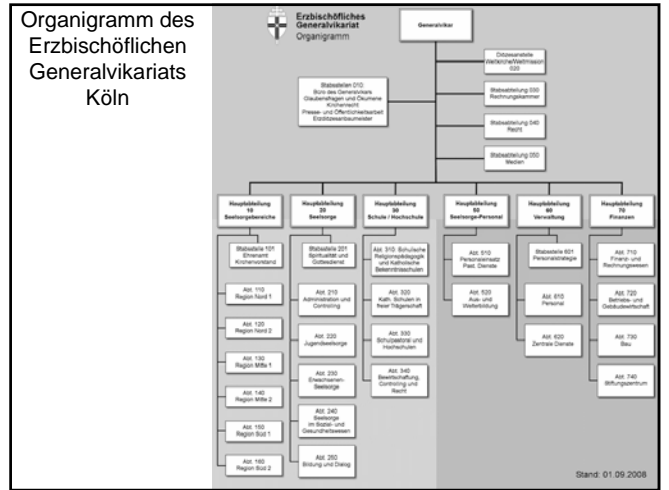 Organigramm des
Erzbischöflichen
Generalvikariats
Köln
Erzbischöfliches
Generalvikariat
Organigramm
Generalvikar
Diözesanstelle
Weltkirche/Weltmission
020
Stabsstellen 010:
Büro des Generalvikars
Glaubensfragen und Ökumene
Kirchenrecht
Presse- und Öffentlichkeitsarbeit
Erzdiözesanbaumeister
Stabsabteilung 030
Rechnungskammer
Stabsabteilung 040
Recht
Stabsabteilung 050
Medien
Hauptabteilung
10
Seelsorgebereiche
Hauptabteilung
20
Seelsorge
Hauptabteilung
30
Schule / Hochschule
Hauptabteilung
50
Seelsorge-Personal
Hauptabteilung
60
Verwaltung
Hauptabteilung
70
Finanzen
Stabsstelle 101
Ehrenamt
Kirchenvorstand
Abt. 110
Region Nord 1
Abt. 120
Region Nord 2
Abt. 130
Region Mitte 1
Abt. 140
Region Mitte 2
Abt. 150
Region Süd 1
Abt. 160
Region Süd 2
Stabsstelle 201
Spiritualität und
Gottesdienst
Abt. 210
Administration und
Controlling
Abt. 220
Jugendseelsorge
Abt. 230
Erwachsenen-
Seelsorge
Abt. 240
Seelsorge
im Sozial- und
Gesundheitswesen
Abt. 250
Bildung und Dialog
Abt. 310: Schulische
Religionspädagogik
und Katholische
Bekenntnisschulen
Abt. 320
Kath. Schulen in
freier Trägerschaft
Abt. 330
Schulpastoral und
Hochschulen
Abt. 340
Bewirtschaftung,
Controlling und
Recht
Abt. 510
Personaleinsatz
Past. Dienste
Abt. 520
Aus- und
Weiterbildung
Stabsstelle 601
Personalstrategie
Abt. 610
Personal
Abt. 620
Zentrale Dienste
Abt. 710
Finanz- und
Rechnungswesen
Abt. 720
Betriebs- und
Gebäudewirtschaft
Abt. 730
Bau
Abt. 740
Stiftungszentrum
Stand: 01.09.2008